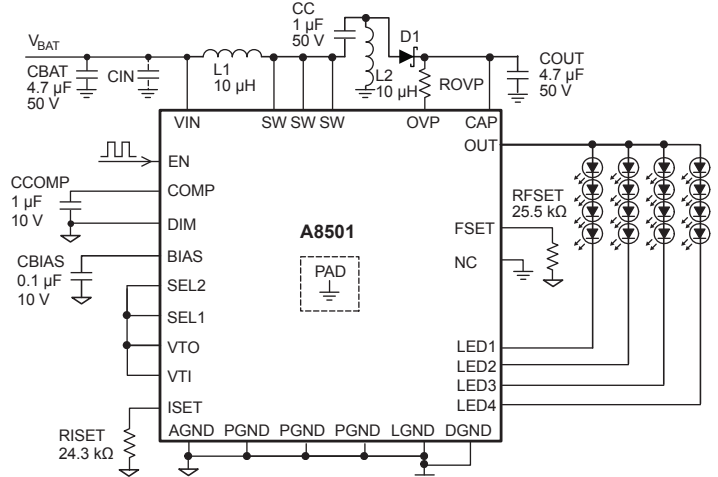 CC
1 µF
50 V
D1
VBAT
CBAT
4.7 µF
50 V
CIN
L1
10 µH
L2
10 µH
ROVP
COUT
4.7 µF
50 V
VIN
SW SW SW
OVP
CAP
OUT
EN
CCOMP
1 µF
10 V
COMP
DIM
A8501
RFSET
25.5 kΩ
FSET
CBIAS
0.1 µF
10 V
BIAS
PAD
NC
SEL2
SEL1
VTO
VTI
LED1
LED2
LED3
LED4
ISET
RISET
24.3 kΩ
AGND PGND PGND PGND LGND DGND